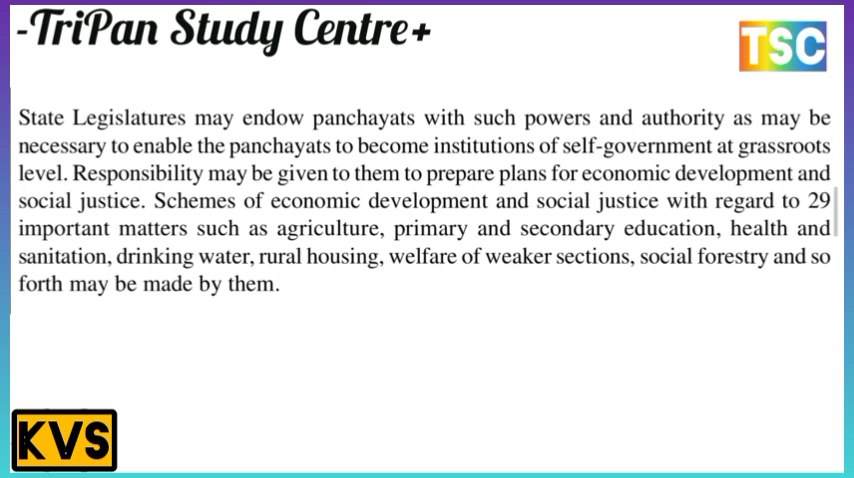 -TriPan Study Centre+
TSC
State Legislatures may endow panchayats with such powers and authority as may be
necessary to enable the panchayats to become institutions of self-government at grassroots
level. Responsibility may be given to them to prepare plans for economic development and
social justice. Schemes of economic development and social justice with regard to 29
important matters such as agriculture, primary and secondary education, health and
sanitation, drinking water, rural housing, welfare of weaker sections, social forestry and so
forth may be made by them.
KVS